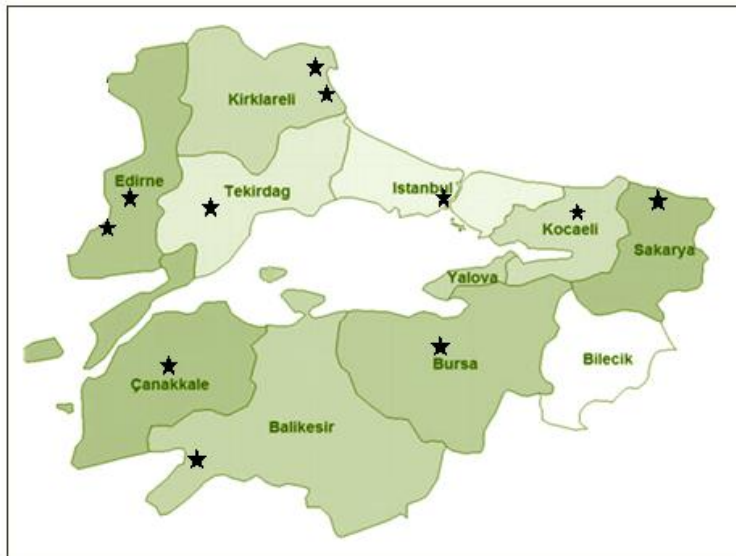 Kirklareli
Edirne
Tekirdag
Istanbul
Kocaeli
Sakarya
Yalova
Bursa
Bilecik
Çanakkale
Balikesir